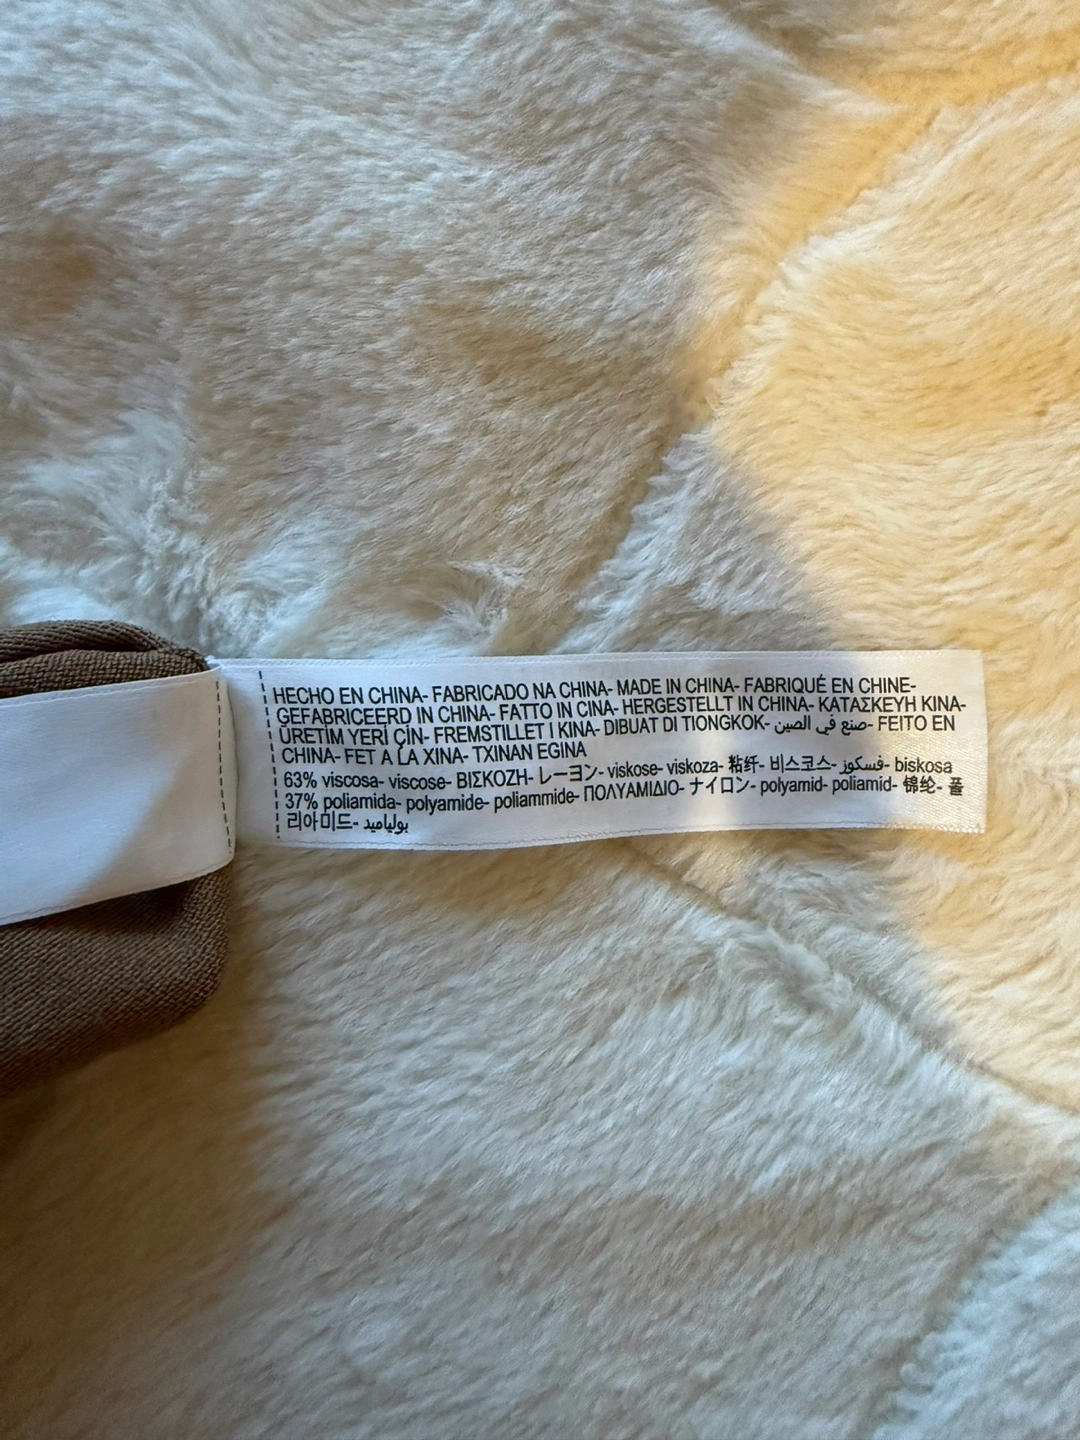 HECHO EN CHINA- FABRICADO NA CHINA- MADE IN CHINA- FABRIQUÉ EN CHINE-
GEFABRICEERD IN CHINA- FATTO IN CINA- HERGESTELLT IN CHINA- ΚΑΤΑΣΚΕΥΗ ΚΙΝΑ-
ÜRETİM YERİ ÇİN- FREMSTILLET I KINA- DIBUAT DI TIONGKOK- صنع في الصين- FEITO EN
CHINA- FET A LA XINA- TXINAN EGINA
63% viscosa- viscose- ΒΙΣΚΟΖΗ- レーヨン- viskose- viskoza- 粘纤- 비스코스- فسكوز- biskosa
37% poliamida- polyamide- poliammide- ΠΟΛΥΑΜΙΔΙΟ- ナイロン- polyamid- poliamid- 锦纶- 폴
리아미드- بولياميد